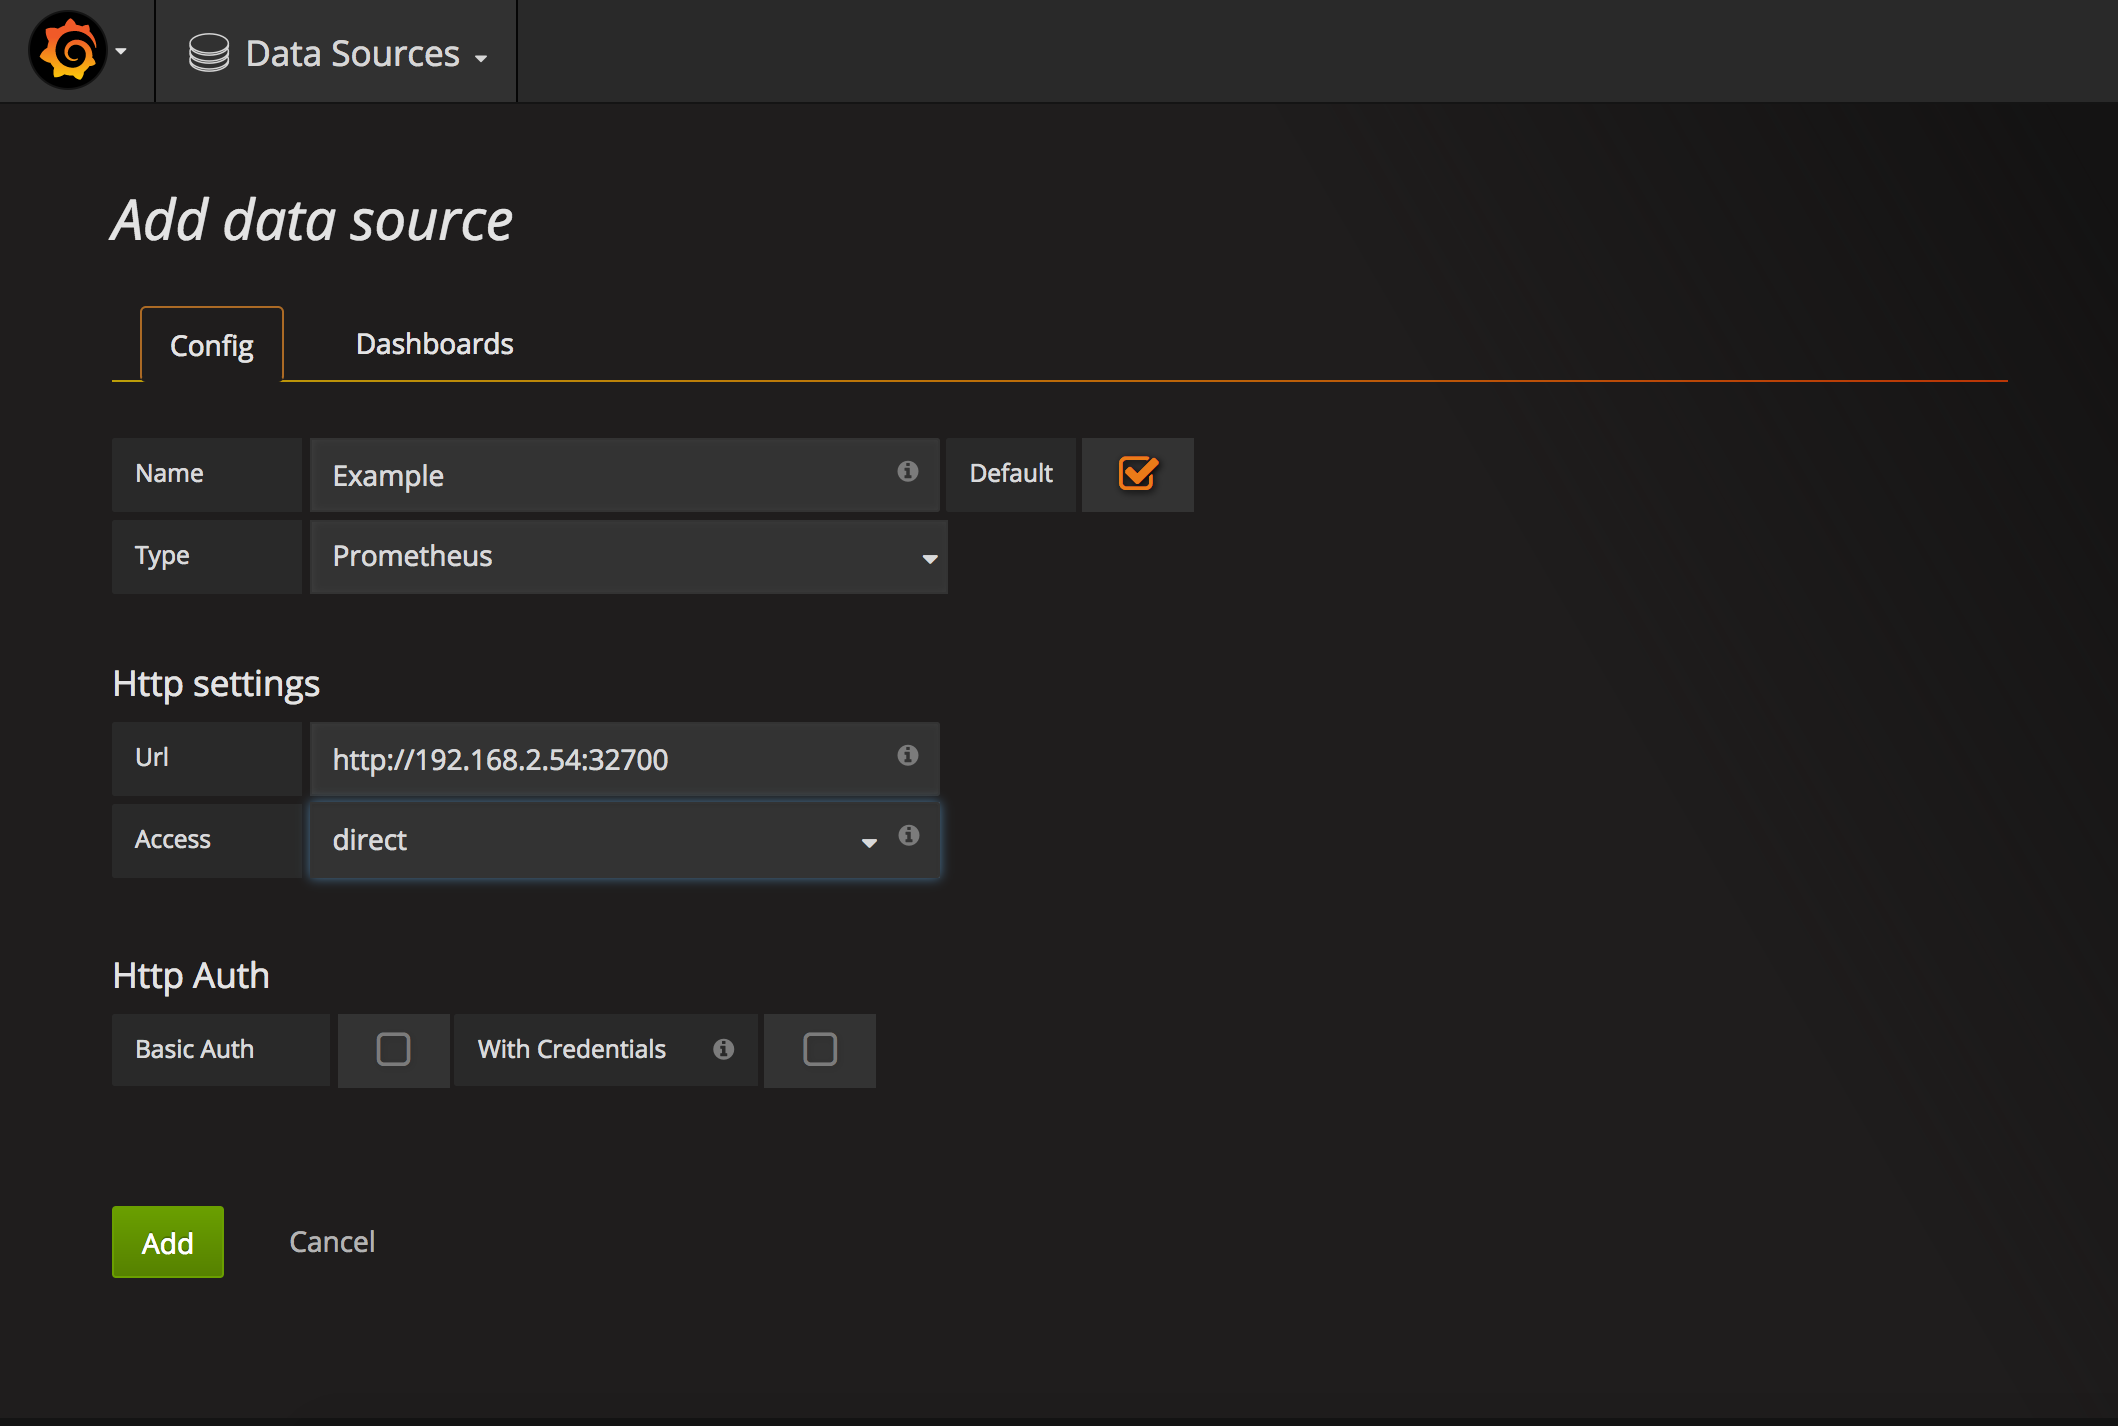 Data Sources
Add data source
Config Dashboards
Name Example Default
Type Prometheus
Http settings
Url http://192.168.2.54:32700
Access direct
Http Auth
Basic Auth With Credentials
Add Cancel